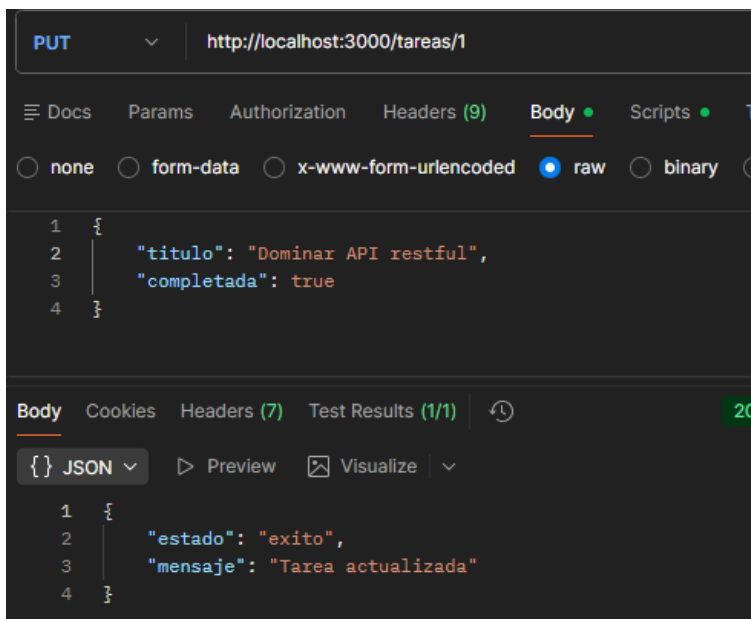 PUT http://localhost:3000/tareas/1
Docs Params Authorization Headers (9) Body Scripts
none form-data x-www-form-urlencoded raw binary
1 {
2 "titulo": "Dominar API restful",
3 "completada": true
4 }
Body Cookies Headers (7) Test Results (1/1) 20
{} JSON Preview Visualize
1 {
2 "estado": "exito",
3 "mensaje": "Tarea actualizada"
4 }